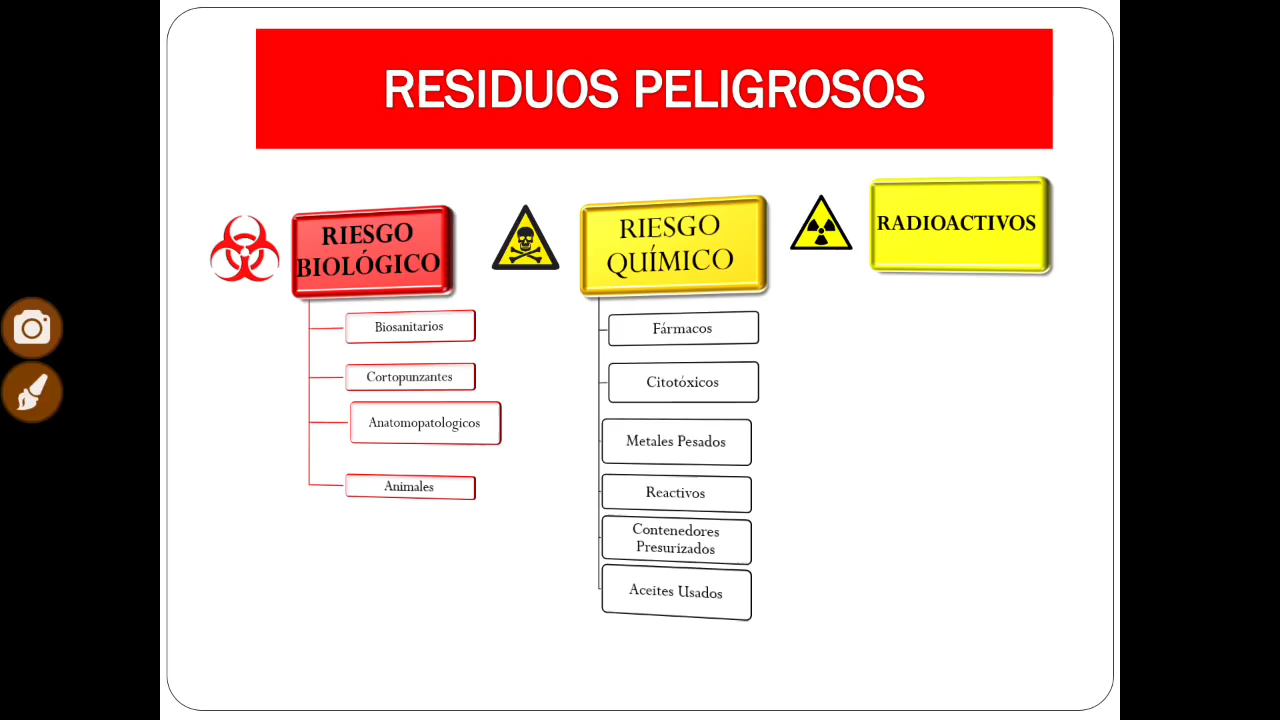 RESIDUOS PELIGROSOS
RIESGO
BIOLÓGICO
Biosanitarios
Cortopunzantes
Anatomopatologicos
Animales
RIESGO
QUÍMICO
Fármacos
Citotóxicos
Metales Pesados
Reactivos
Contenedores
Presurizados
Aceites Usados
RADIOACTIVOS